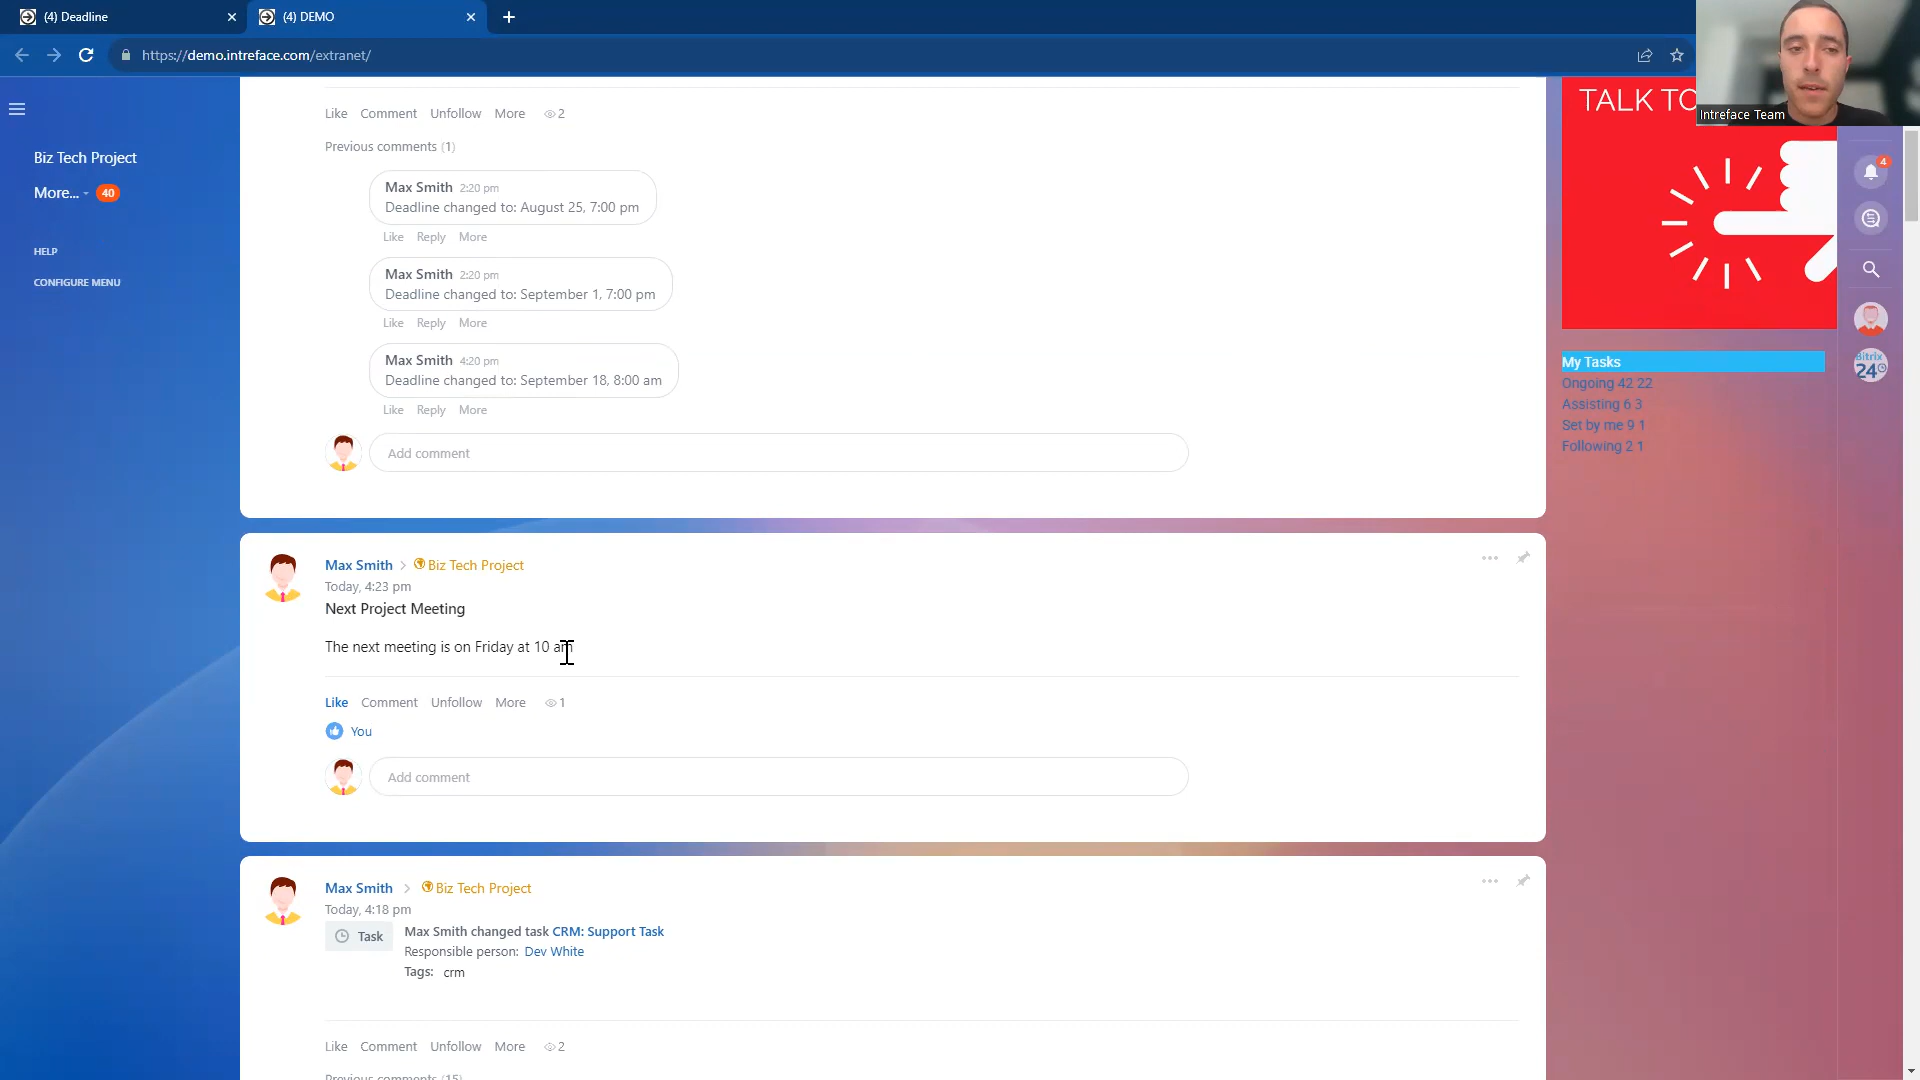 (4) Deadline
(4) DEMO
https://demo.intreface.com/extranet/
Intreface Team
TALK TO
Biz Tech Project
More... 40
HELP
CONFIGURE MENU
Like Comment Unfollow More 2
Previous comments (1)
Max Smith 2:20 pm
Deadline changed to: August 25, 7:00 pm
Like Reply More
Max Smith 2:20 pm
Deadline changed to: September 1, 7:00 pm
Like Reply More
Max Smith 4:20 pm
Deadline changed to: September 18, 8:00 am
Like Reply More
Add comment
Max Smith > Biz Tech Project
Today, 4:23 pm
Next Project Meeting
The next meeting is on Friday at 10 am
Like Comment Unfollow More 1
You
Add comment
Max Smith > Biz Tech Project
Today, 4:18 pm
Task
Max Smith changed task CRM: Support Task
Responsible person: Dev White
Tags: crm
Like Comment Unfollow More 2
Previous comments (15)
4
My Tasks
Ongoing 42 22
Assisting 6 3
Set by me 9 1
Following 2 1
Bitrix
24